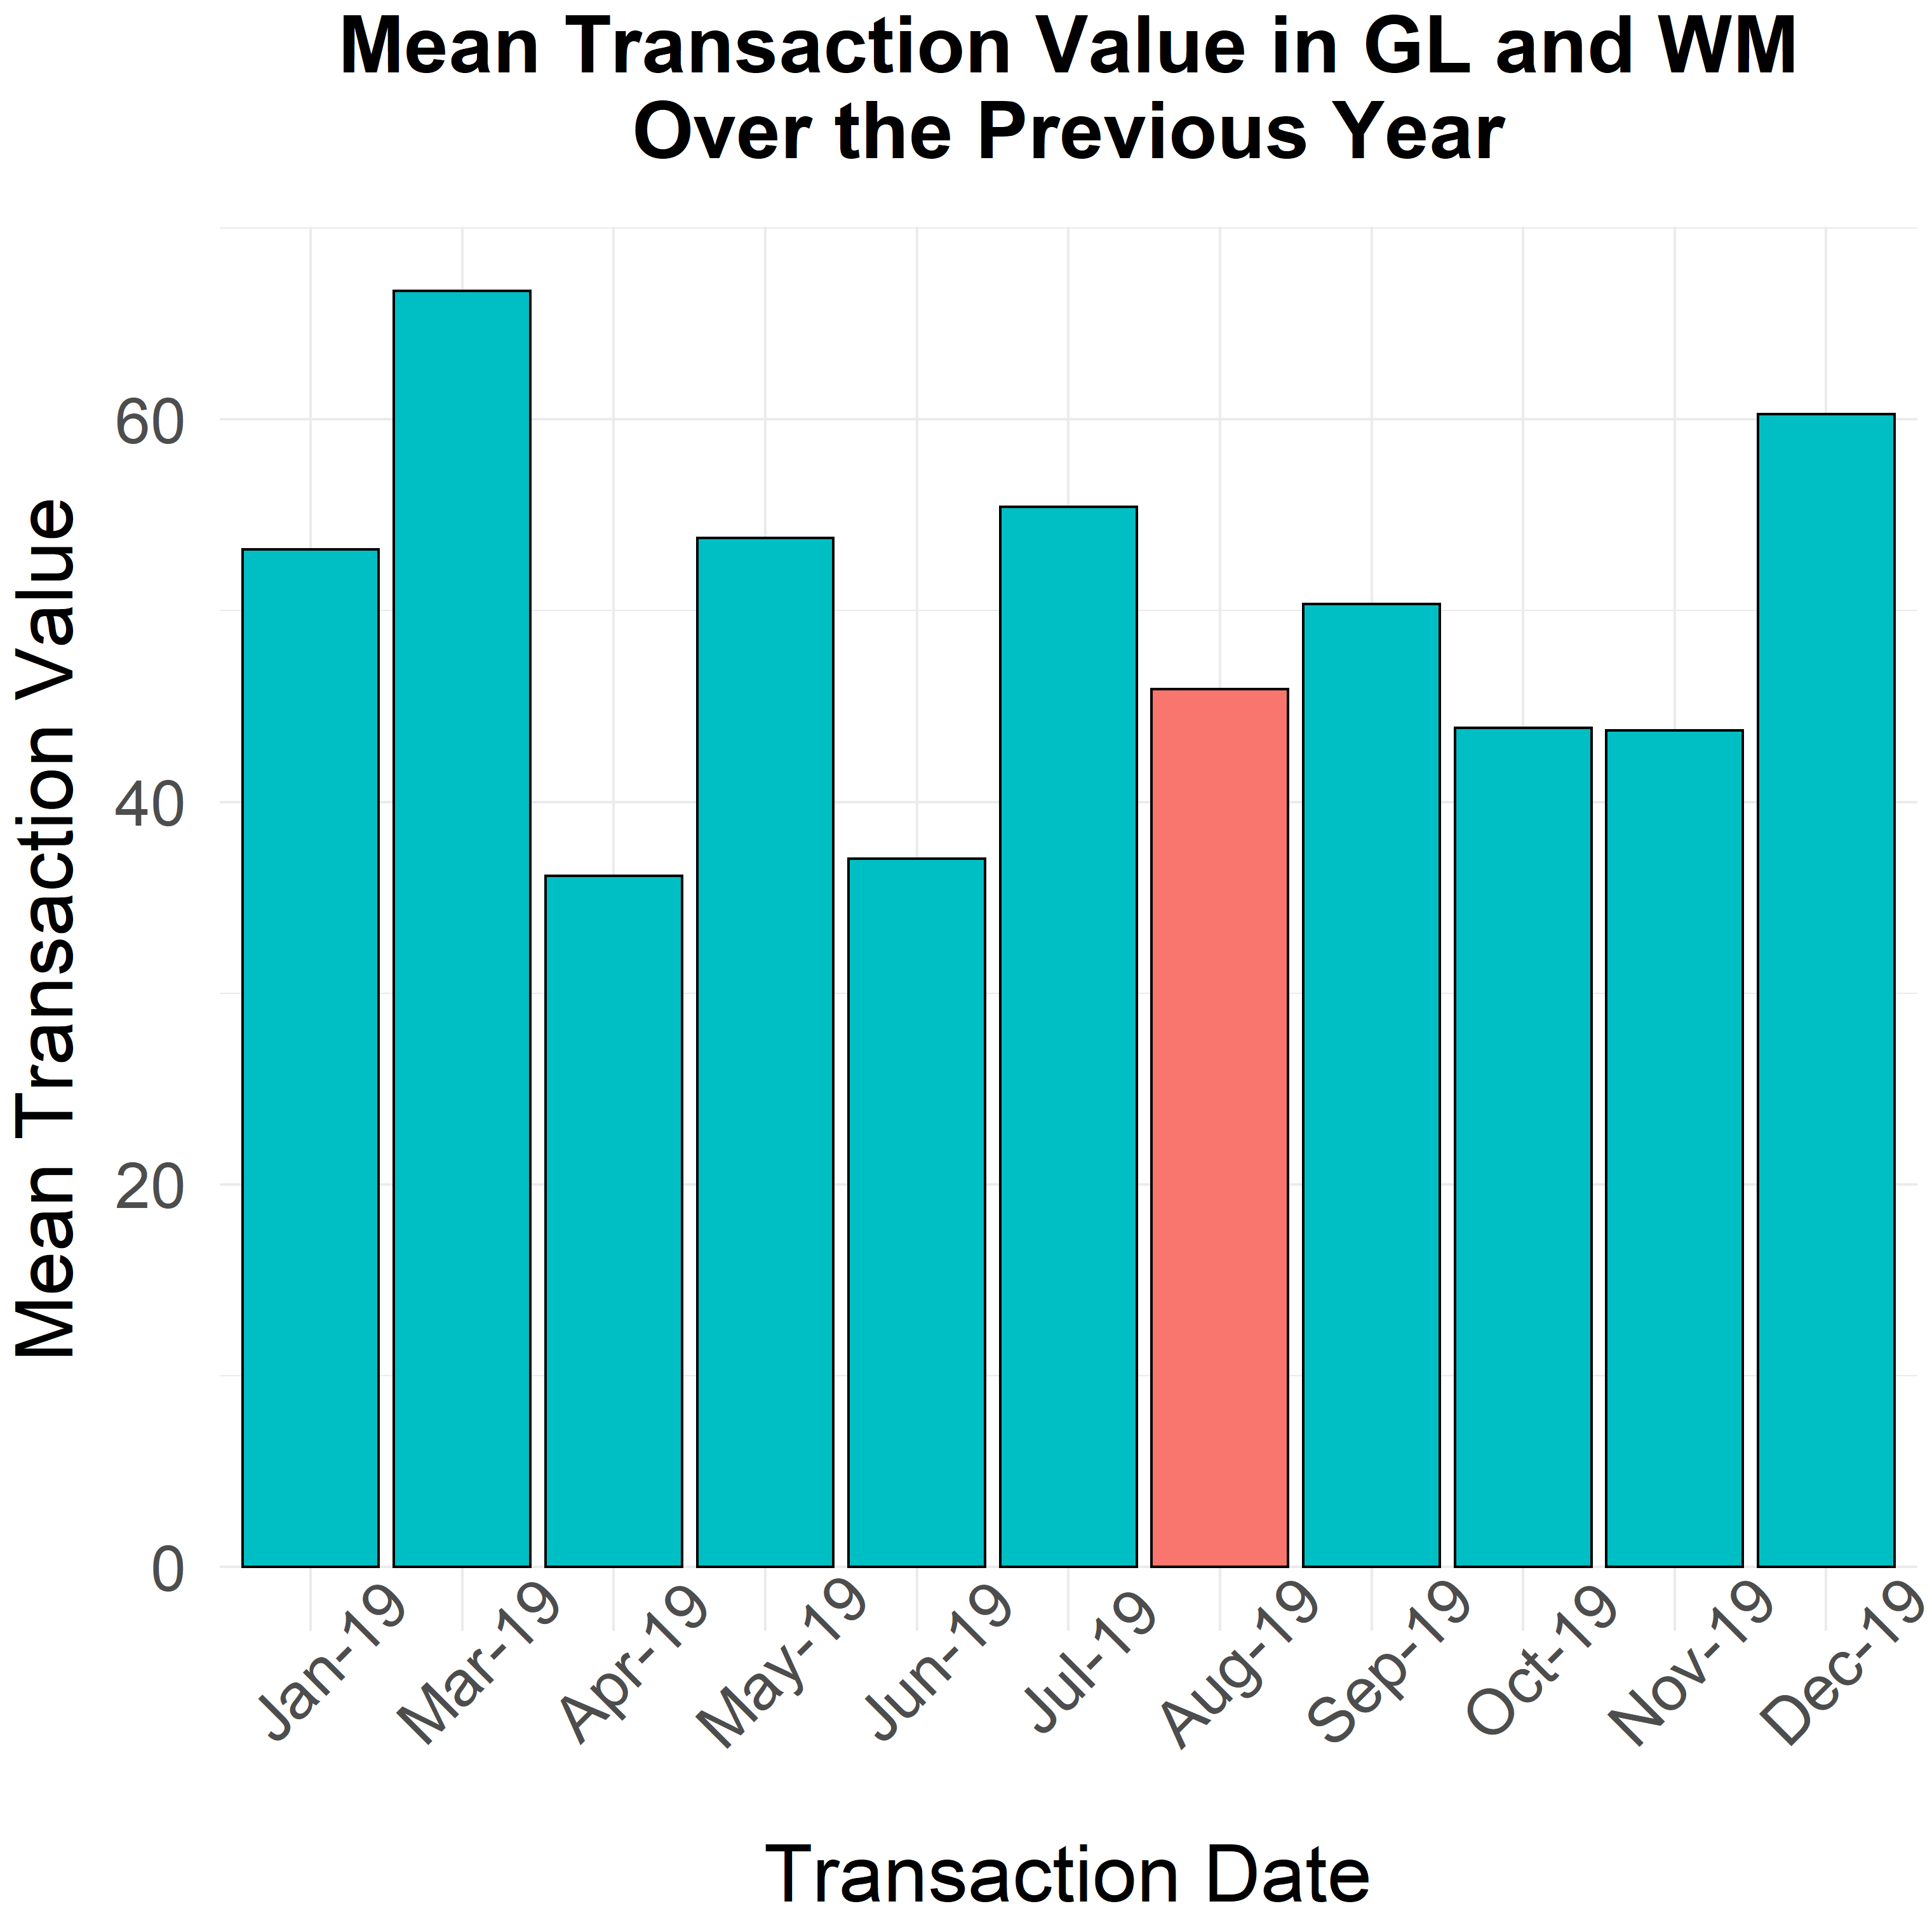 Mean Transaction Value in GL and WM
Over the Previous Year
Mean Transaction Value
60
40
20
0
Jan-19
Mar-19
Apr-19
May-19
Jun-19
Jul-19
Aug-19
Sep-19
Oct-19
Nov-19
Dec-19
Transaction Date